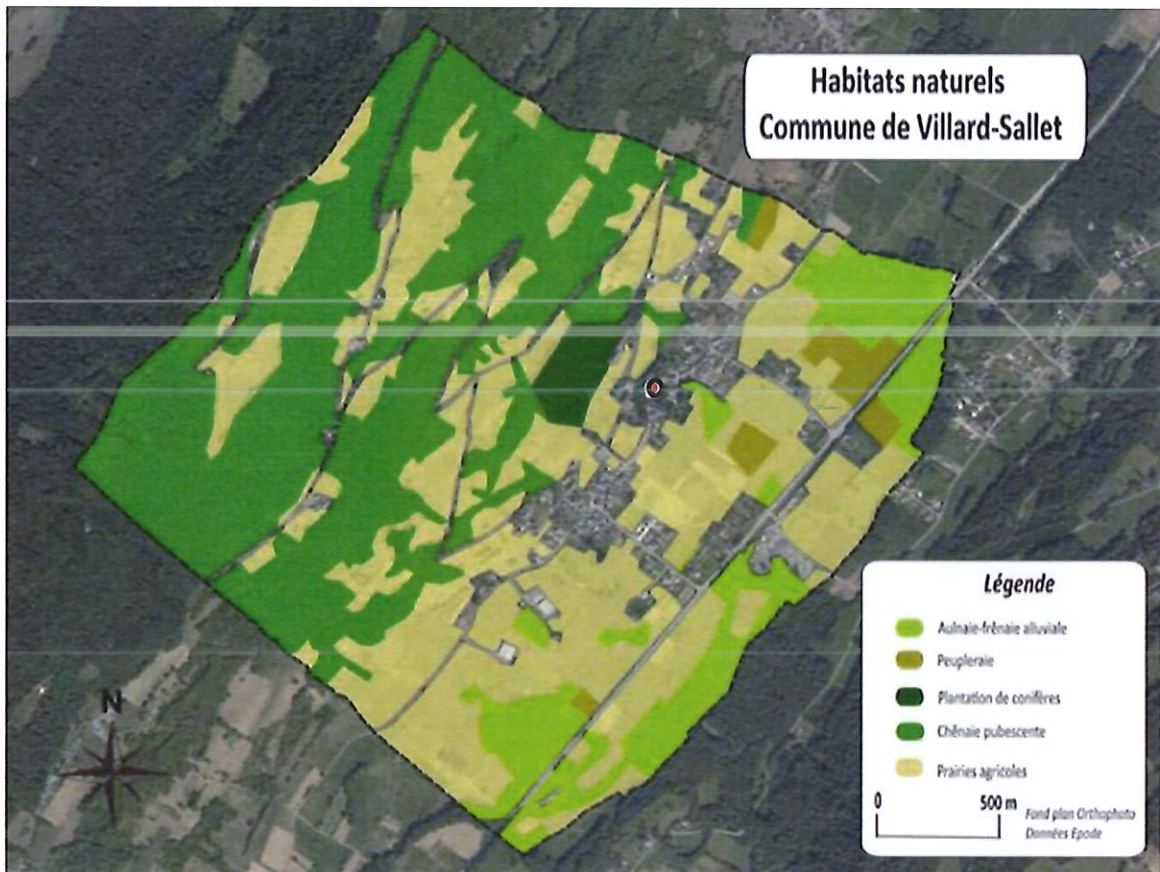 Habitats naturels
Commune de Villard-Sallet
N
Légende
Aulnaie-frênaie alluviale
Peupleraie
Plantation de conifères
Chênaie pubescente
Prairies agricoles
0 500 m
Fond plan Orthophoto
Données Epode